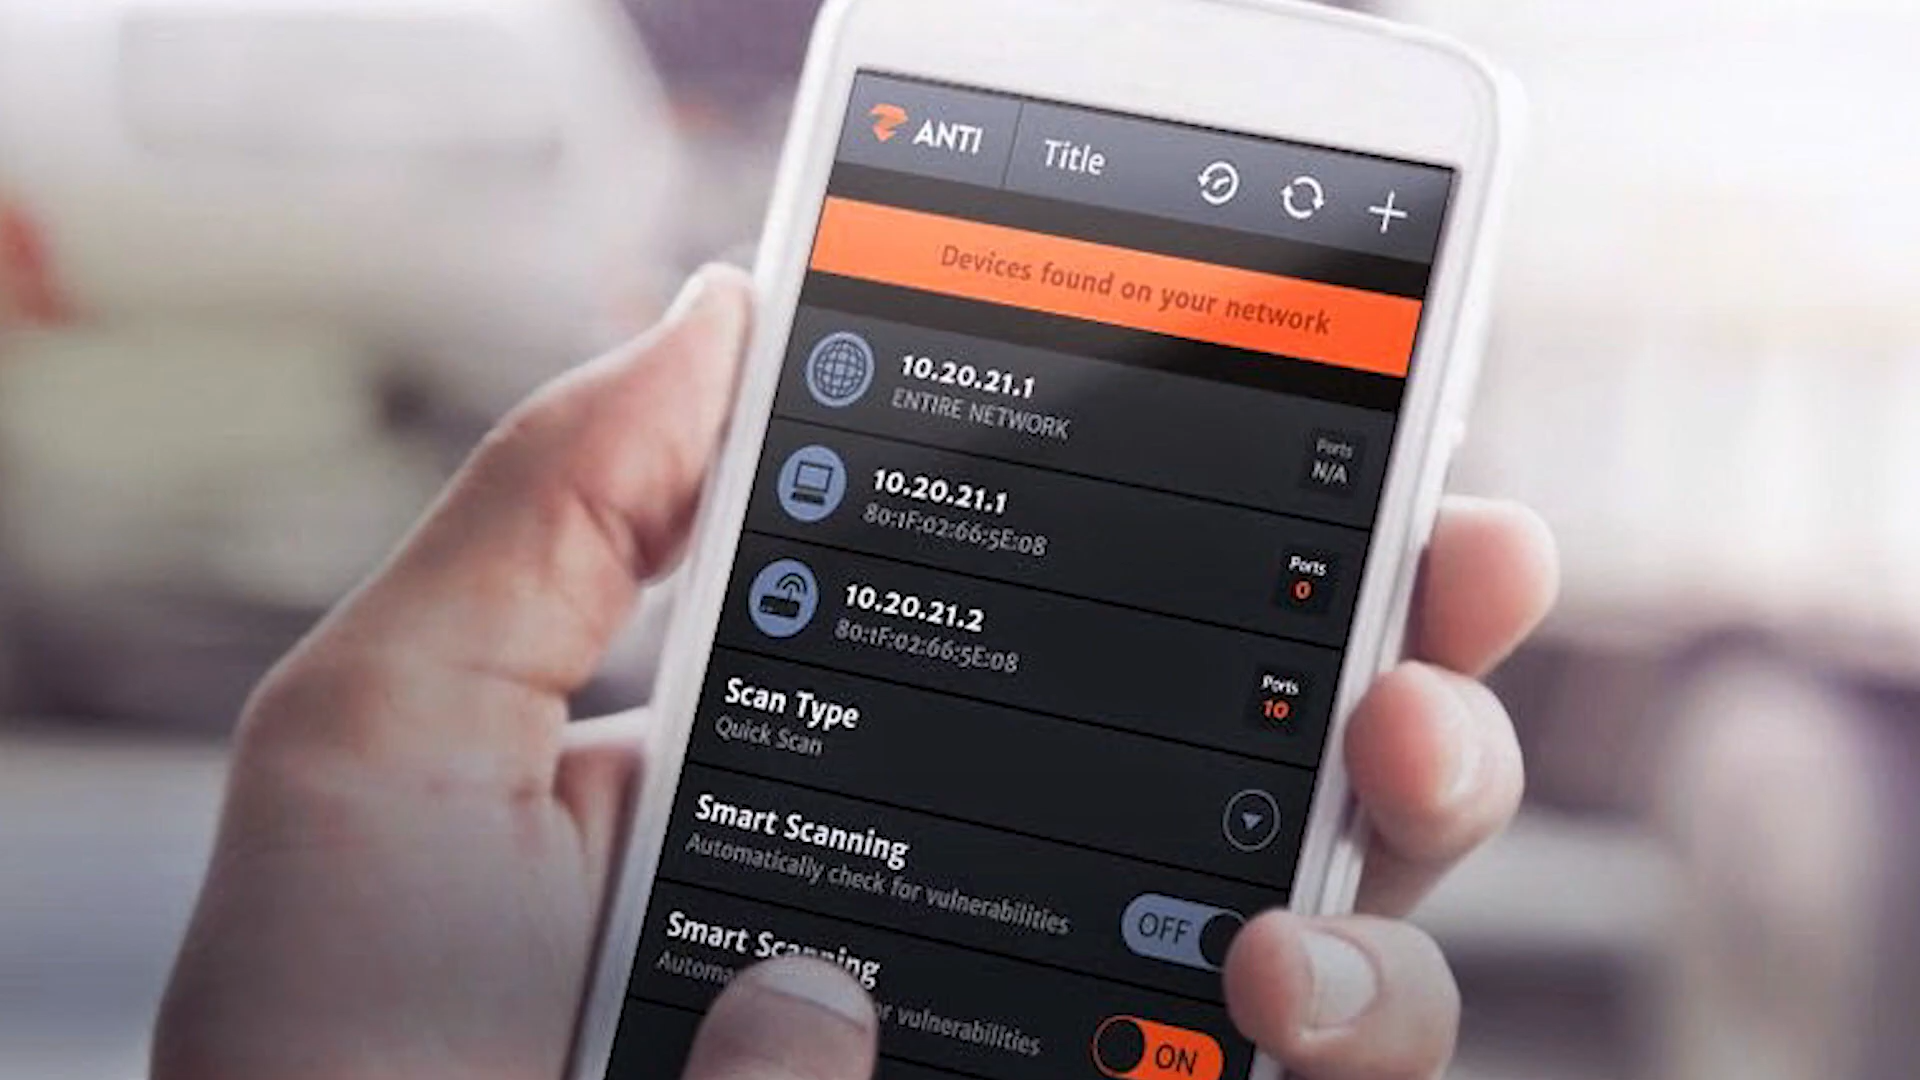 ANTI
Title
Devices found on your network
10.20.21.1
ENTIRE NETWORK
Ports
N/A
10.20.21.1
80:1F:02:66:5E:08
Ports
0
10.20.21.2
80:1F:02:66:5E:08
Ports
10
Scan Type
Quick Scan
Smart Scanning
Automatically check for vulnerabilities
OFF
Smart Scanning
vulnerabilities
ON